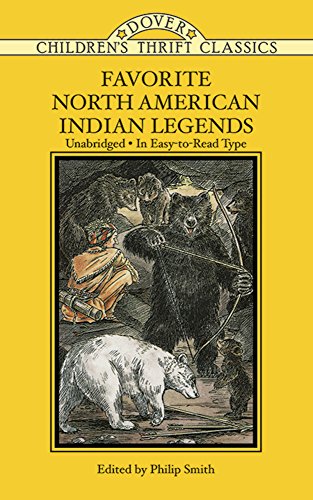 DOVER
CHILDREN'S THRIFT CLASSICS
FAVORITE
NORTH AMERICAN
INDIAN LEGENDS
Unabridged • In Easy-to-Read Type
Edited by Philip Smith